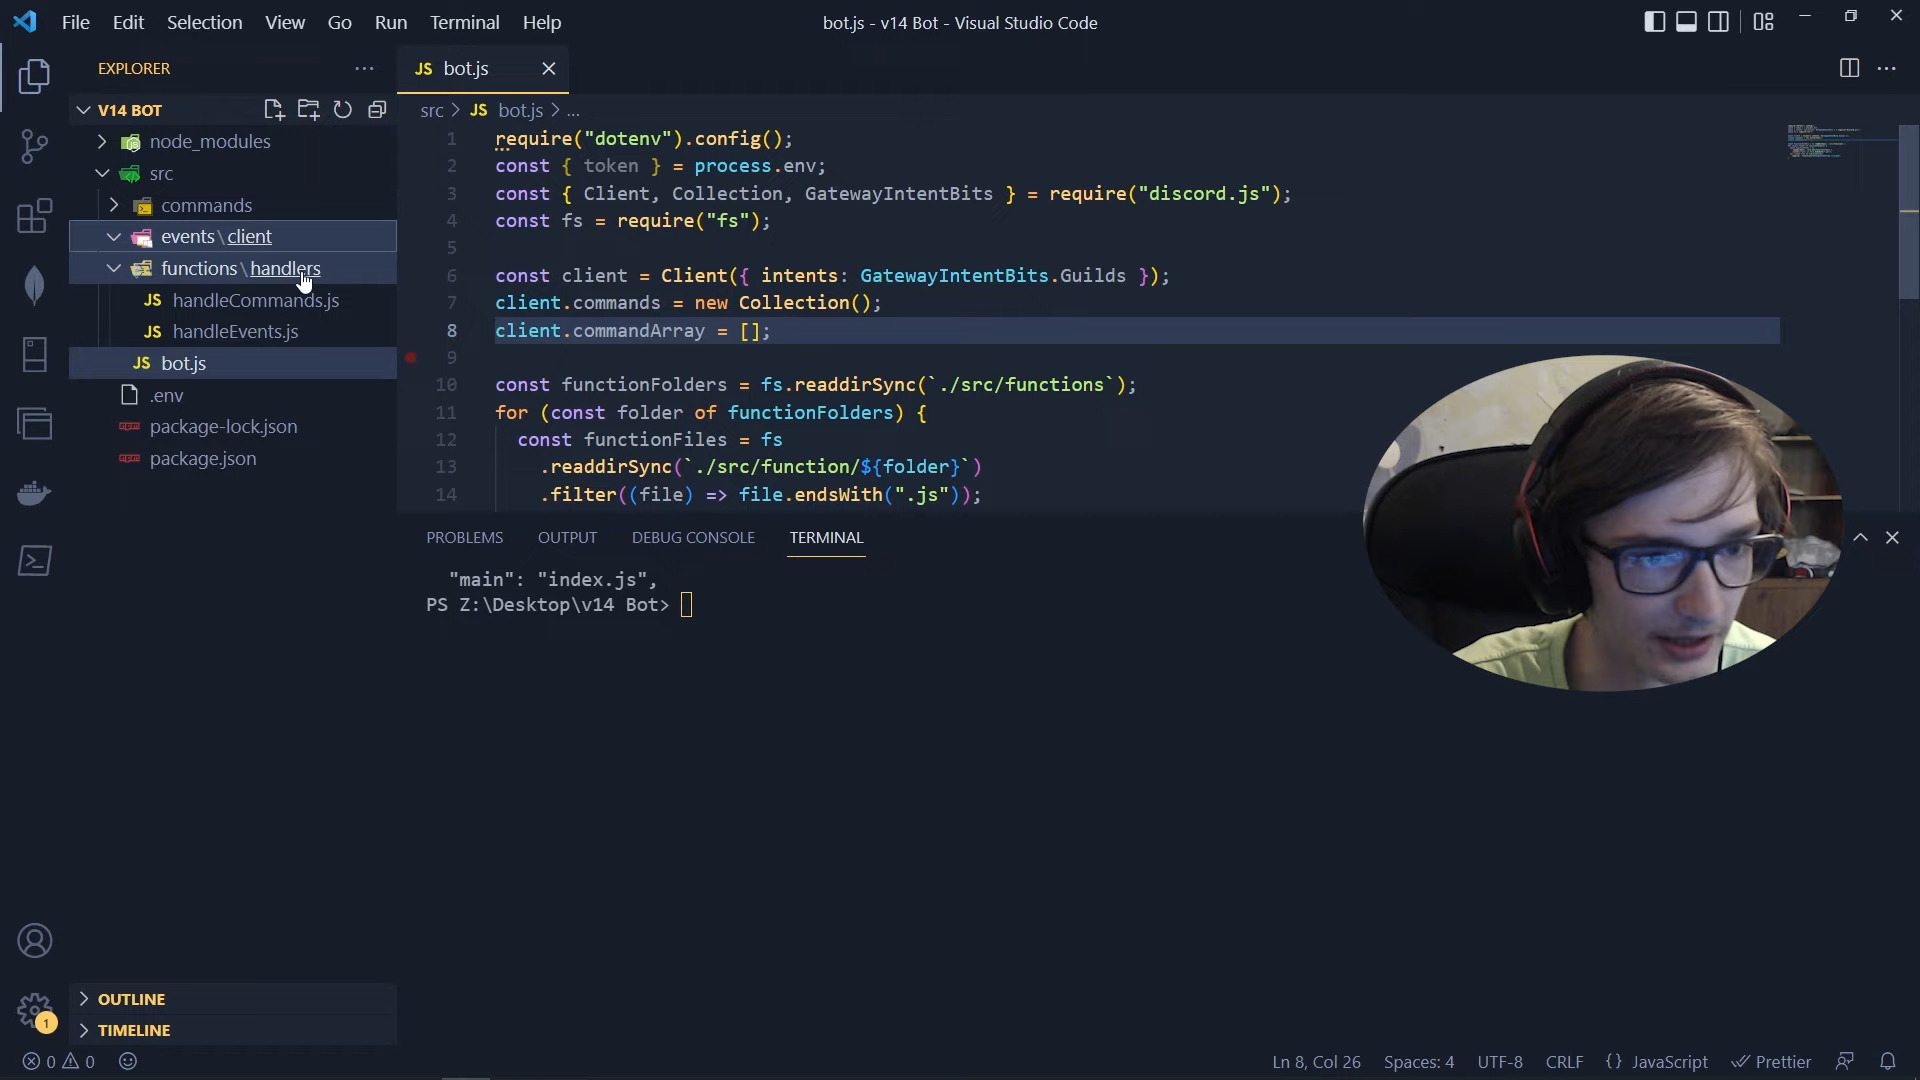 File Edit Selection View Go Run Terminal Help
bot.js - v14 Bot - Visual Studio Code
EXPLORER
V14 BOT
node_modules
src
commands
events\client
functions\handlers
JS handleCommands.js
JS handleEvents.js
JS bot.js
.env
package-lock.json
package.json
OUTLINE
TIMELINE
JS bot.js
src > JS bot.js > ...
1 require("dotenv").config();
2 const { token } = process.env;
3 const { Client, Collection, GatewayIntentBits } = require("discord.js");
4 const fs = require("fs");
5
6 const client = Client({ intents: GatewayIntentBits.Guilds });
7 client.commands = new Collection();
8 client.commandArray = [];
9
10 const functionFolders = fs.readdirSync(`./src/functions`);
11 for (const folder of functionFolders) {
12 const functionFiles = fs
13 .readdirSync(`./src/function/${folder}`)
14 .filter((file) => file.endsWith(".js"));
PROBLEMS OUTPUT DEBUG CONSOLE TERMINAL
"main": "index.js",
PS Z:\Desktop\v14 Bot>
1
0 0
Ln 8, Col 26 Spaces: 4 UTF-8 CRLF {} JavaScript Prettier